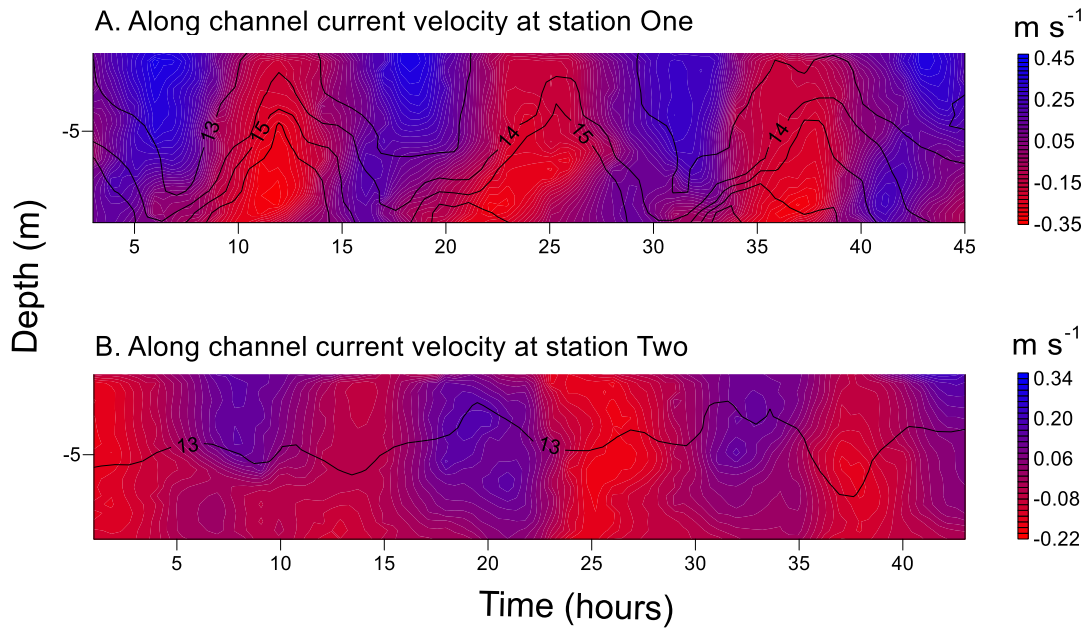 A. Along channel current velocity at station One
m s-1
0.45
0.25
0.05
-0.15
-0.35
-5
13
15
14
15
14
5 10 15 20 25 30 35 40 45
Depth (m)
B. Along channel current velocity at station Two
m s-1
0.34
0.20
0.06
-0.08
-0.22
-5
13
13
5 10 15 20 25 30 35 40
Time (hours)